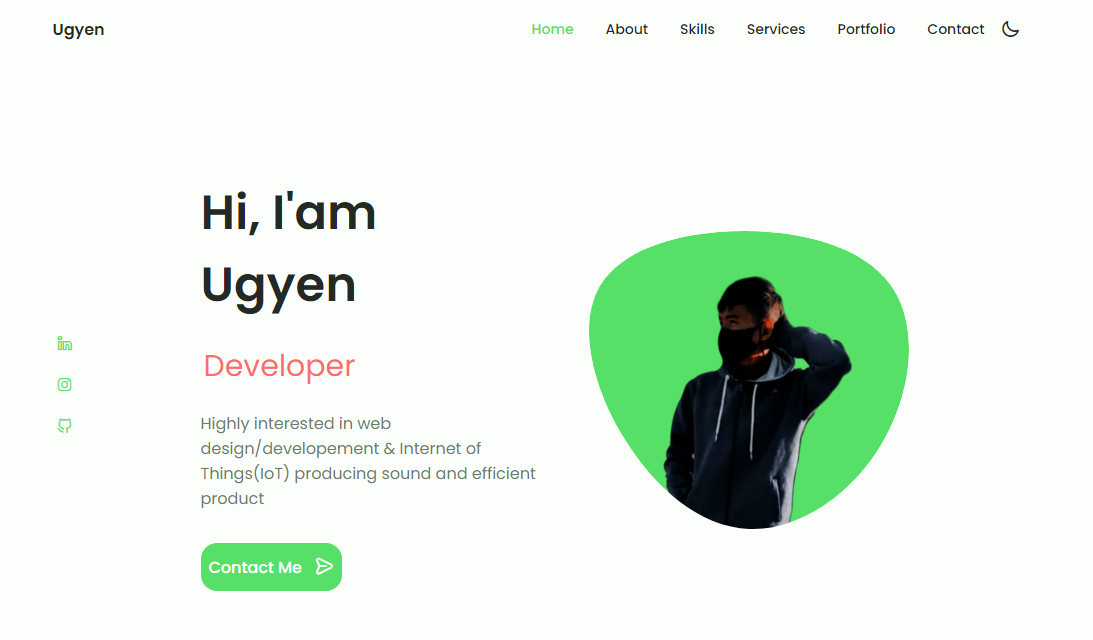 Ugyen
Home About Skills Services Portfolio Contact
Hi, I'am
Ugyen
Developer
Highly interested in web
design/developement & Internet of
Things(IoT) producing sound and efficient
product
Contact Me